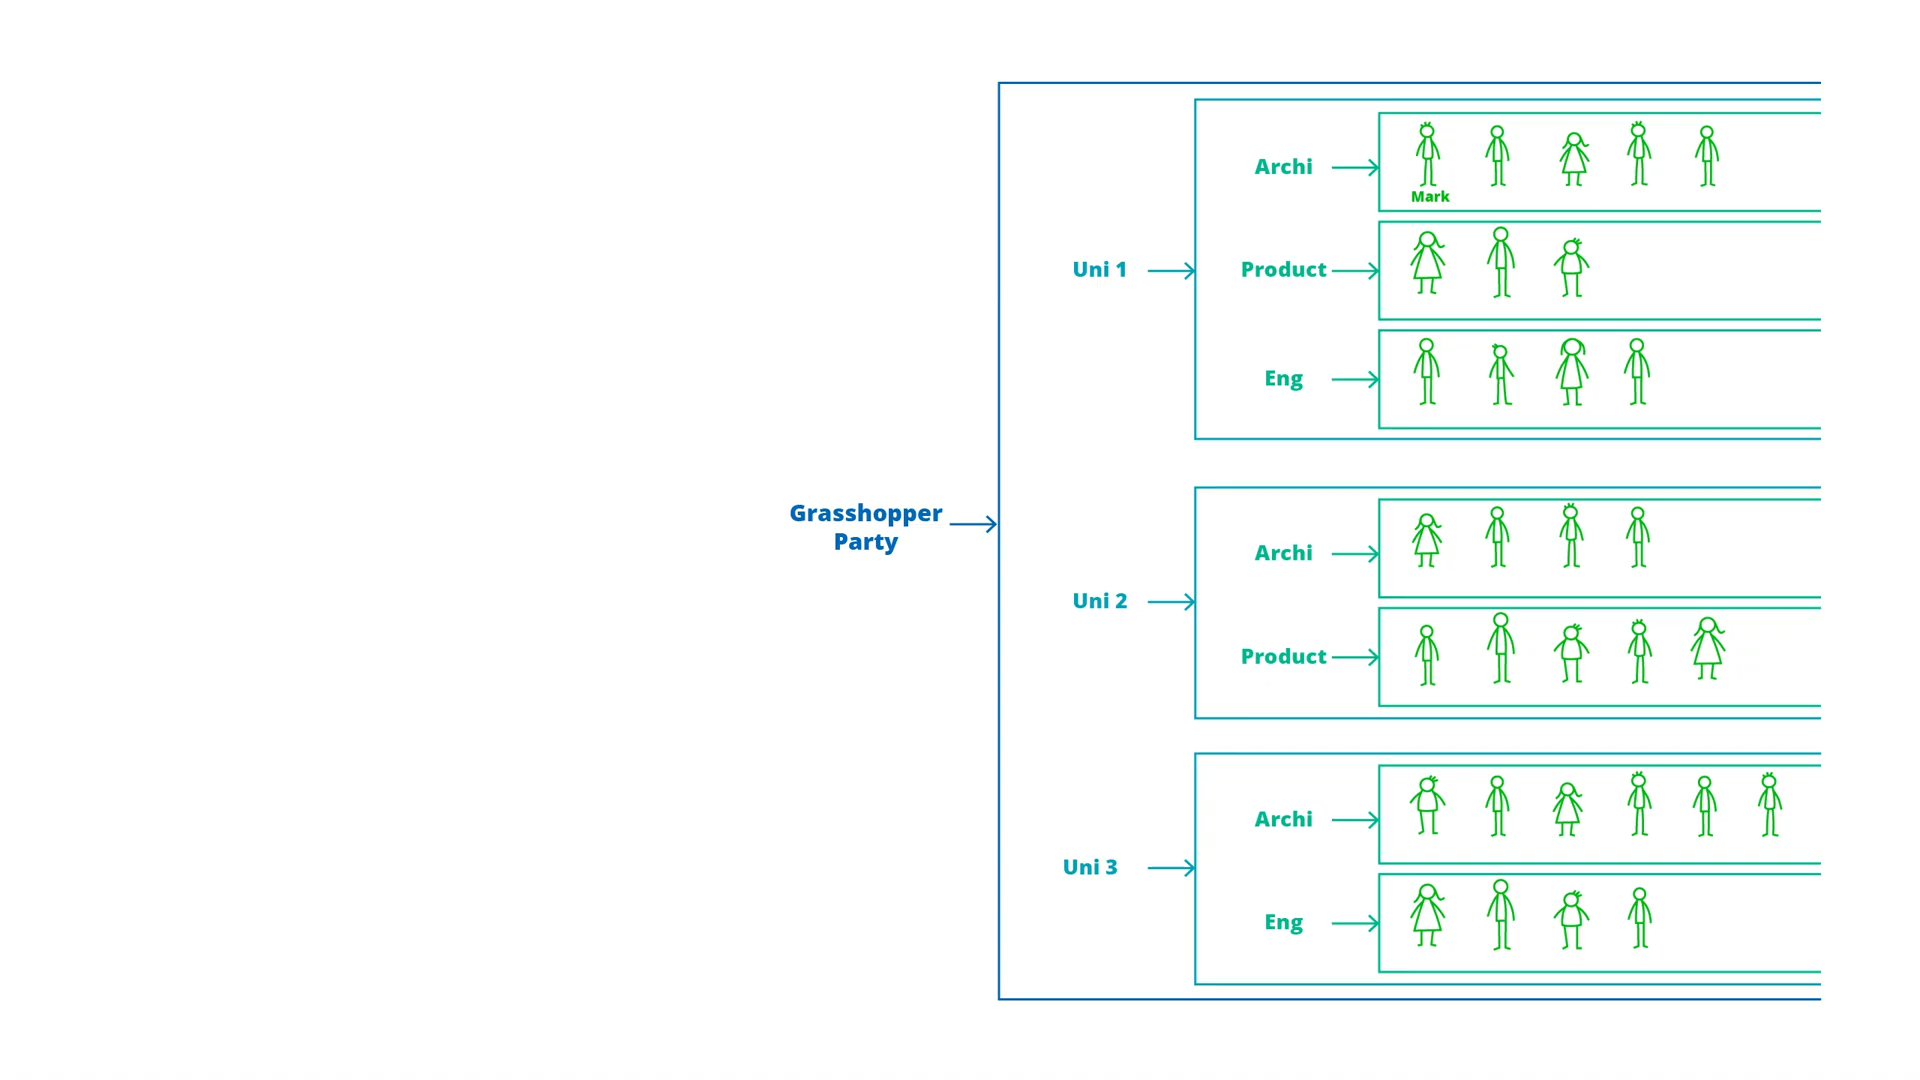 Grasshopper
Party
Uni 1
Archi
Mark
Product
Eng
Uni 2
Archi
Product
Uni 3
Archi
Eng